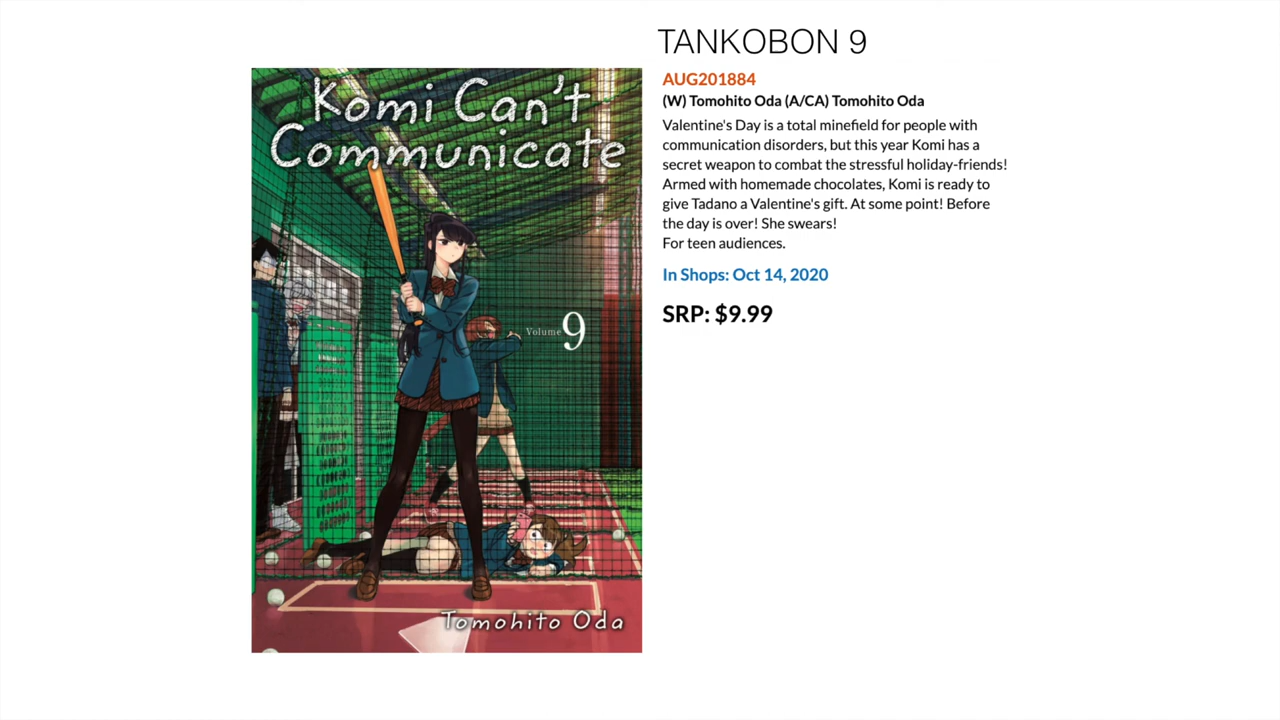 TANKOBON 9
Komi Can't
Communicate
Volume 9
Tomohito Oda
AUG201884
(W) Tomohito Oda (A/CA) Tomohito Oda
Valentine's Day is a total minefield for people with
communication disorders, but this year Komi has a
secret weapon to combat the stressful holiday-friends!
Armed with homemade chocolates, Komi is ready to
give Tadano a Valentine's gift. At some point! Before
the day is over! She swears!
For teen audiences.
In Shops: Oct 14, 2020
SRP: $9.99